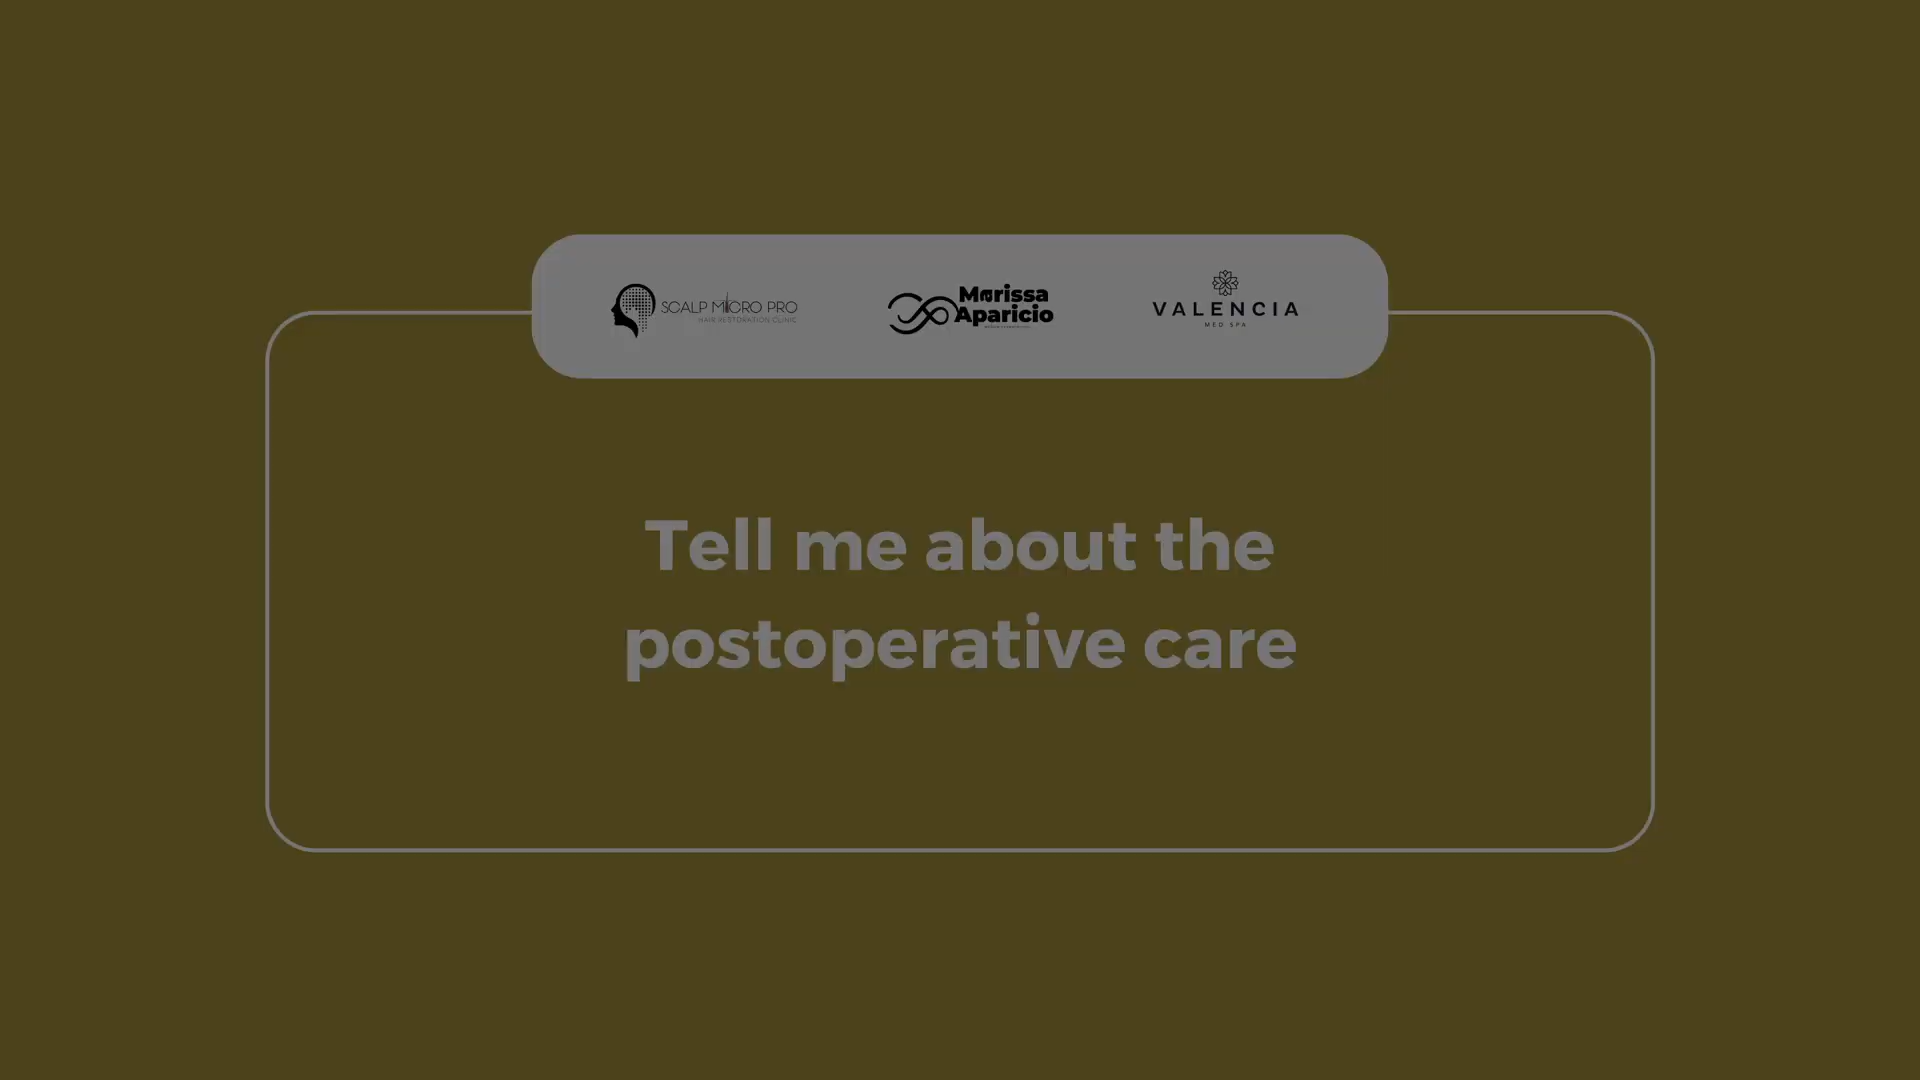 SCALP MICRO PRO
HAIR RESTORATION CLINIC
Marissa
Aparicio
VALENCIA
MED SPA
Tell me about the
postoperative care